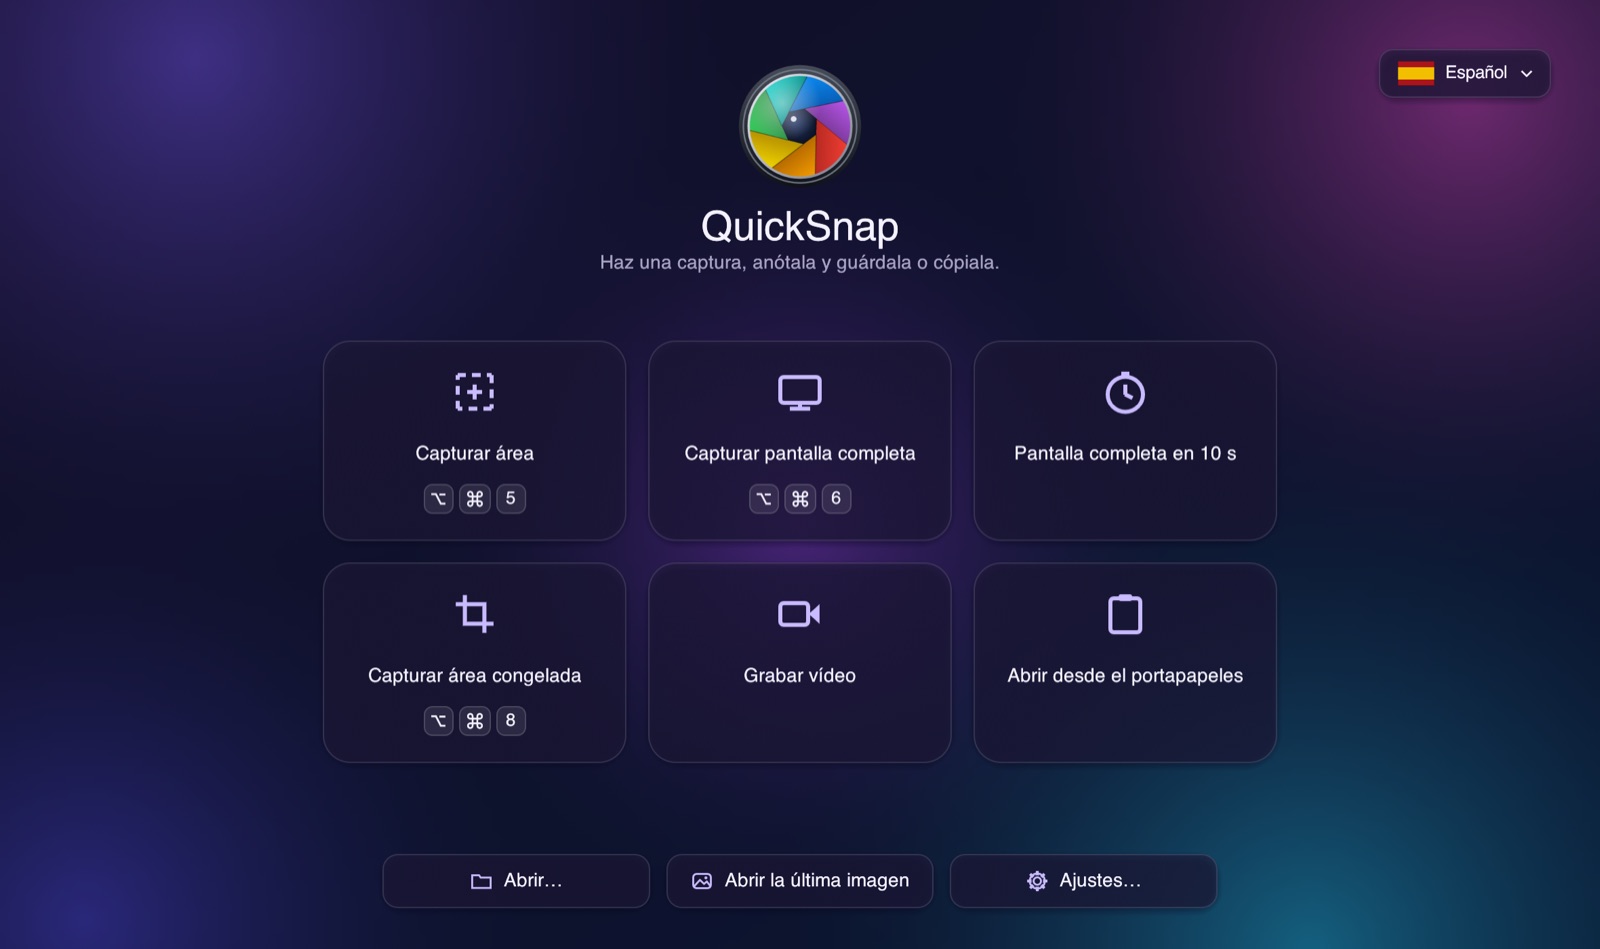 Español
QuickSnap
Haz una captura, anótala y guárdala o cópiala.
Capturar área
⌥ ⌘ 5
Capturar pantalla completa
⌥ ⌘ 6
Pantalla completa en 10 s
Capturar área congelada
⌥ ⌘ 8
Grabar vídeo
Abrir desde el portapapeles
Abrir…
Abrir la última imagen
Ajustes…